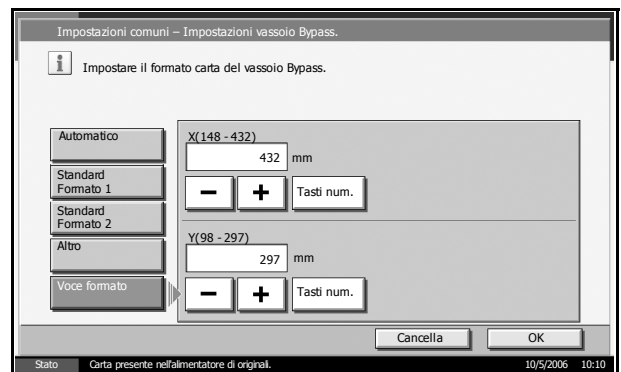 Impostazioni comuni – Impostazioni vassoio Bypass.
i
Impostare il formato carta del vassoio Bypass.
Automatico
Standard
Formato 1
Standard
Formato 2
Altro
Voce formato
X(148 - 432)
432 mm
− + Tasti num.
Y(98 - 297)
297 mm
− + Tasti num.
Cancella OK
Stato Carta presente nell'alimentatore di originali. 10/5/2006 10:10